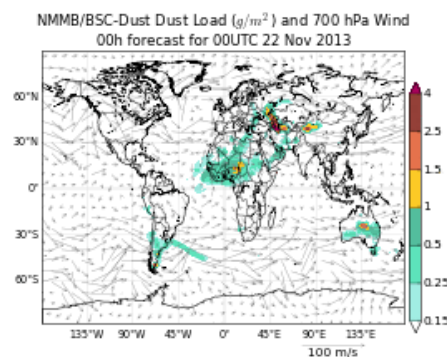 NMMB/BSC-Dust Dust Load (g/m²) and 700 hPa Wind
00h forecast for 00UTC 22 Nov 2013
60°N
30°N
0°
30°S
60°S
135°W 90°W 45°W 0° 45°E 90°E 135°E
4
2.5
1.5
1
0.5
0.25
0.15
100 m/s